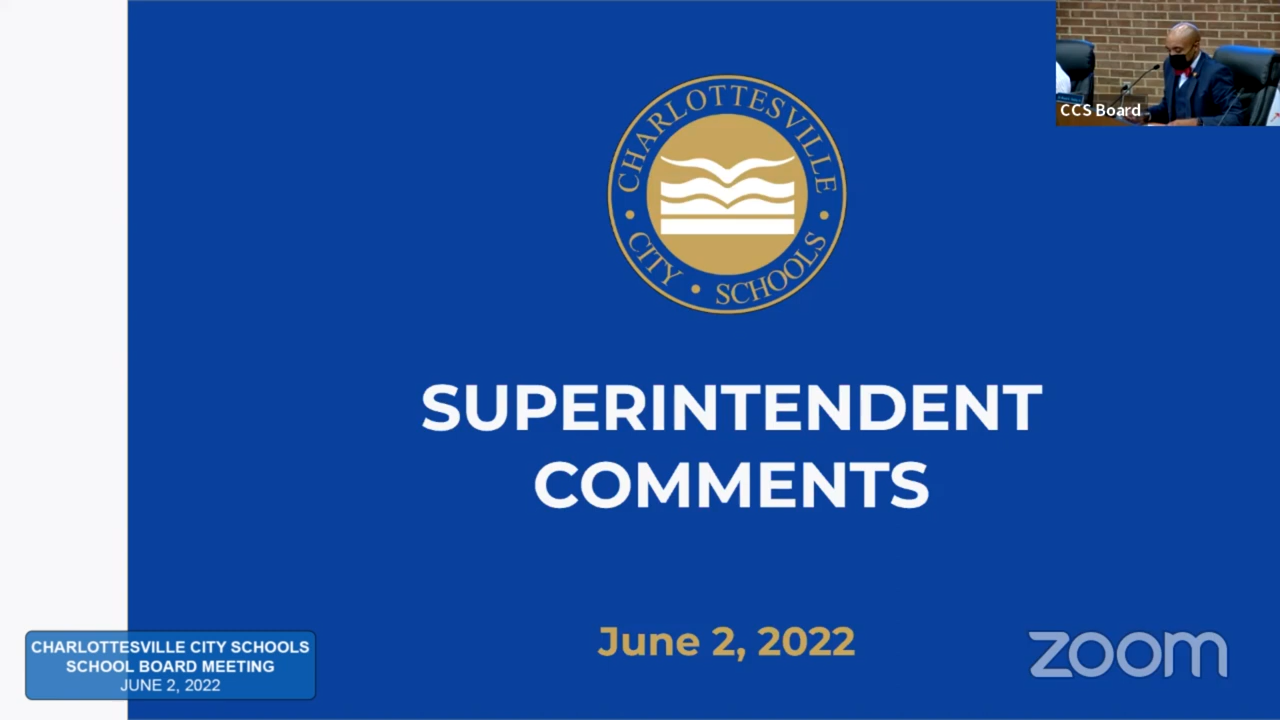 CCS Board
CHARLOTTESVILLE
CITY • SCHOOLS
SUPERINTENDENT
COMMENTS
June 2, 2022
CHARLOTTESVILLE CITY SCHOOLS
SCHOOL BOARD MEETING
JUNE 2, 2022
zoom